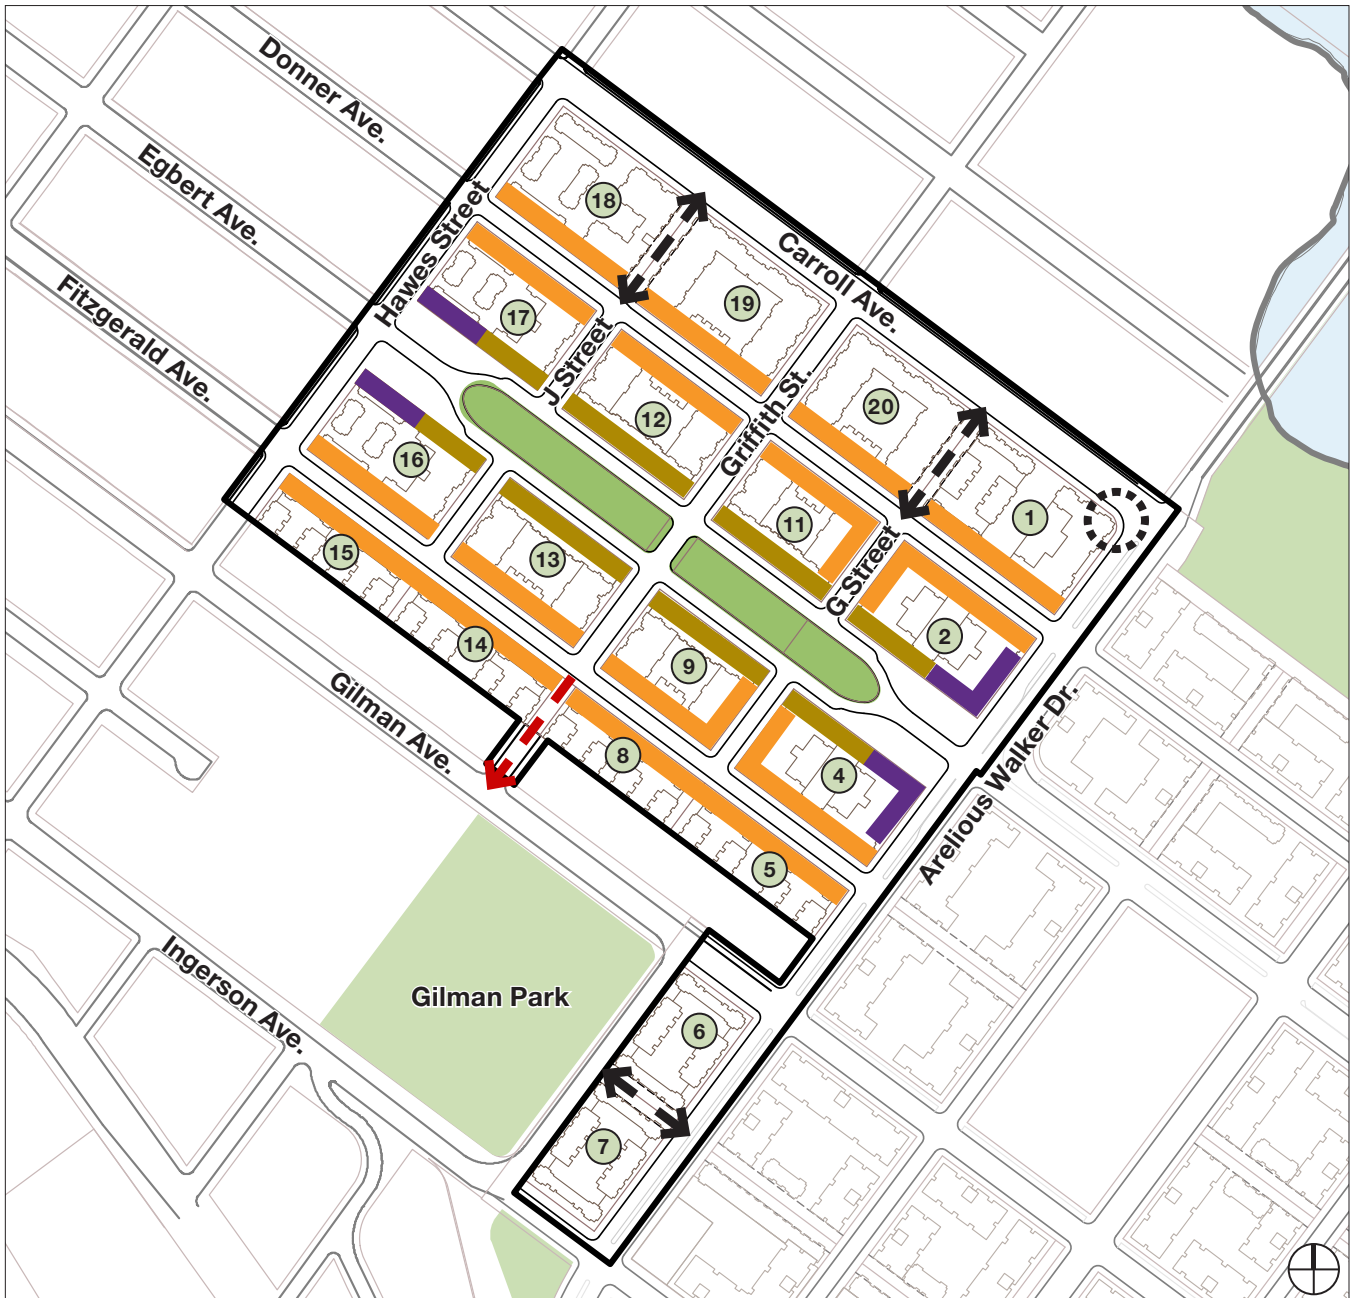 Donner Ave.
Egbert Ave.
Fitzgerald Ave.
Hawes Street
18
Carroll Ave.
19
17
J Street
12
Griffith St.
20
16
11
1
G Street
15
13
2
14
9
Gilman Ave.
8
4
Arelious Walker Dr.
5
Ingerson Ave.
Gilman Park
6
7